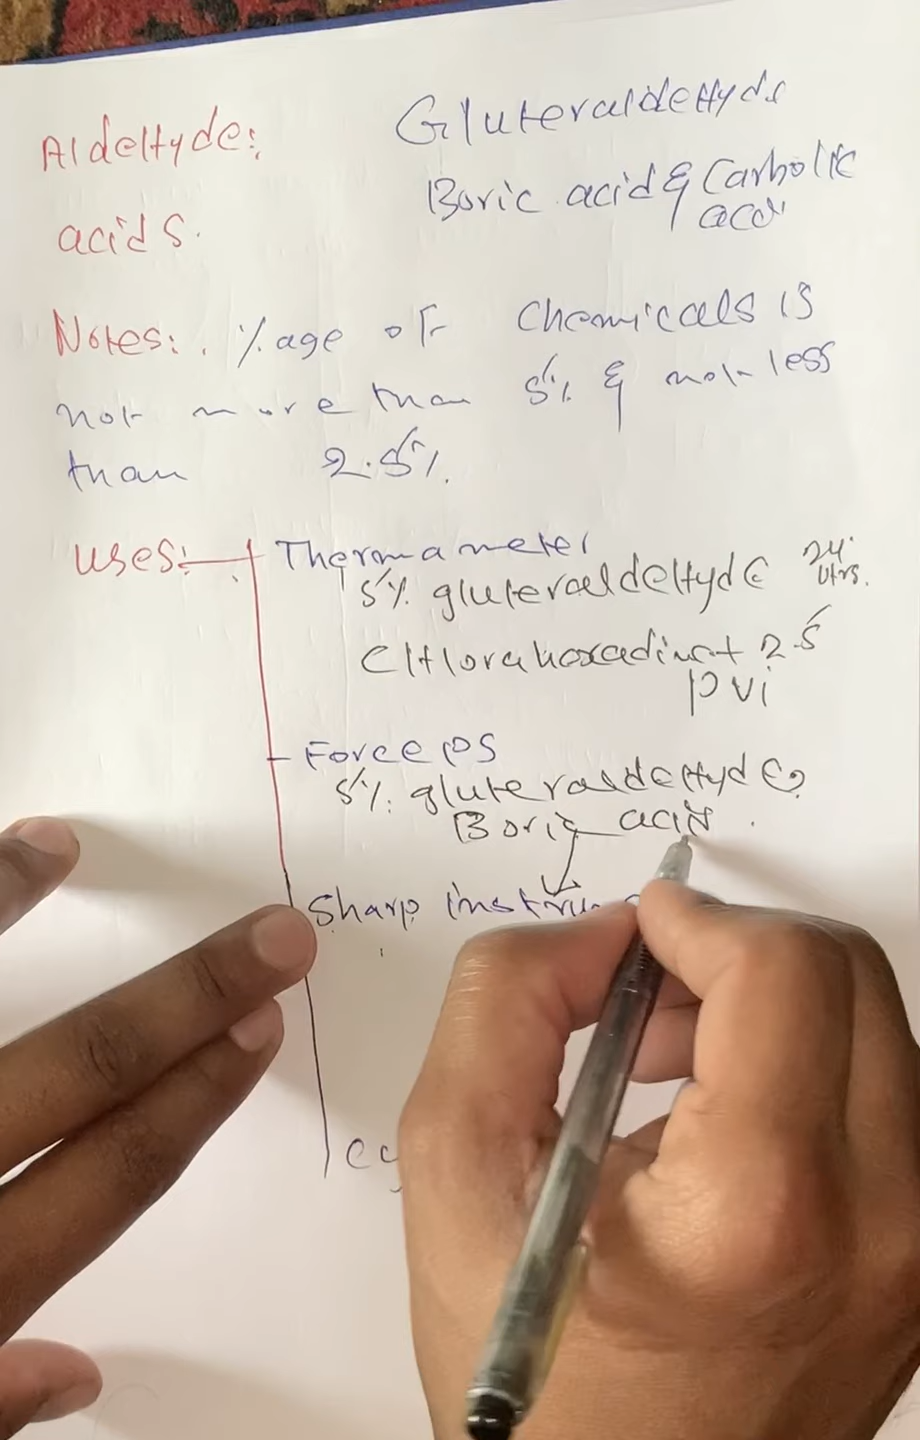 Aldehyde: Gluteraldehyde
Boric acid & Carbolic
acid
acids.
Notes: %age of Chemicals is
not more than 5% & not less
than 2.5%.
uses:
Thermameter
5% gluteraldehyde 24
Hrs.
2.5
pvi
Forceps
5% gluteraldehyde
Boric acid
Sharp instru